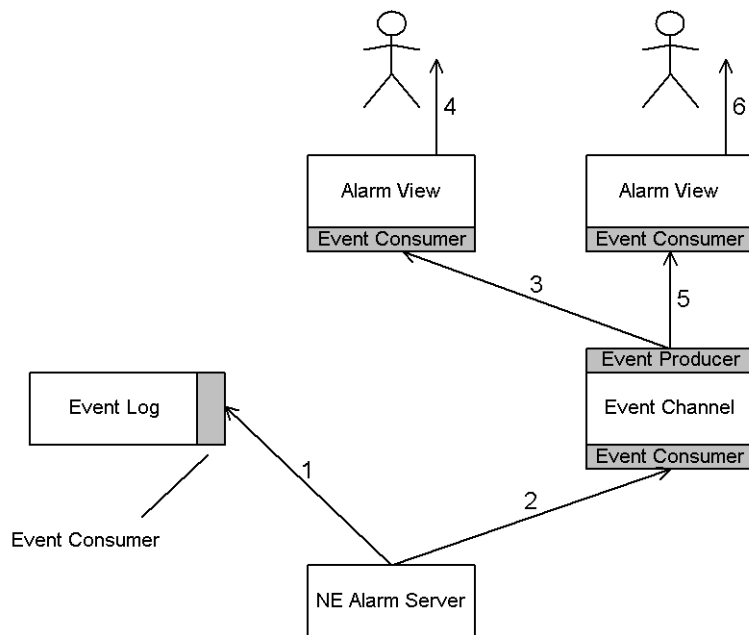 4
6
Alarm View
Alarm View
Event Consumer
Event Consumer
3
5
Event Producer
Event Log
Event Channel
Event Consumer
1
2
Event Consumer
NE Alarm Server